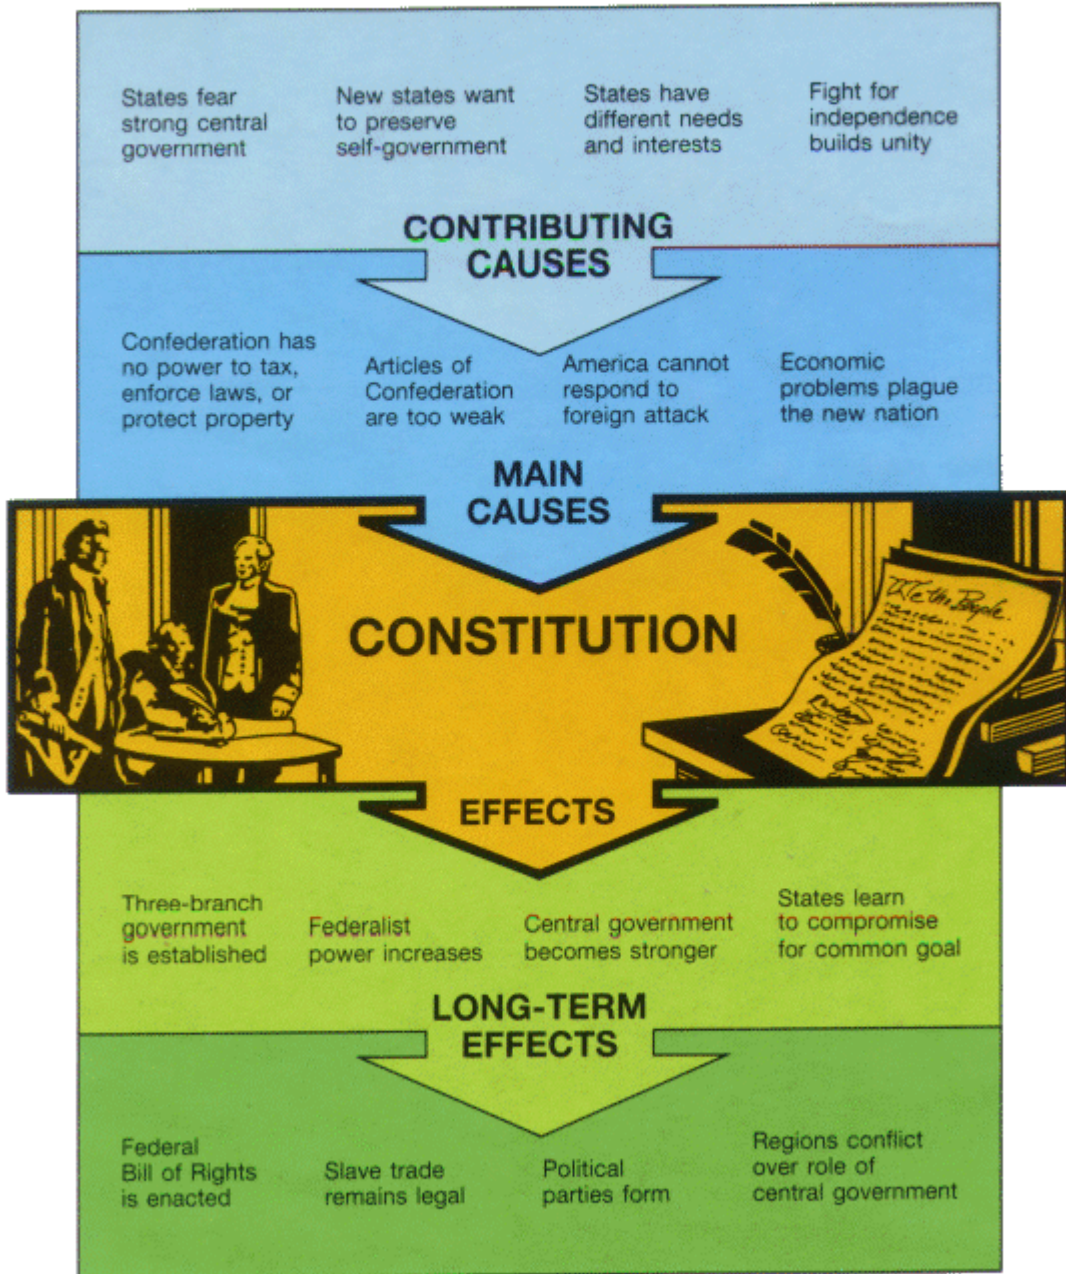 States fear
strong central
government
New states want
to preserve
self-government
States have
different needs
and interests
Fight for
independence
builds unity
CONTRIBUTING
CAUSES
Confederation has
no power to tax,
enforce laws, or
protect property
Articles of
Confederation
are too weak
America cannot
respond to
foreign attack
Economic
problems plague
the new nation
MAIN
CAUSES
We the People
CONSTITUTION
EFFECTS
Three-branch
government
is established
Federalist
power increases
Central government
becomes stronger
States learn
to compromise
for common goal
LONG-TERM
EFFECTS
Federal
Bill of Rights
is enacted
Slave trade
remains legal
Political
parties form
Regions conflict
over role of
central government